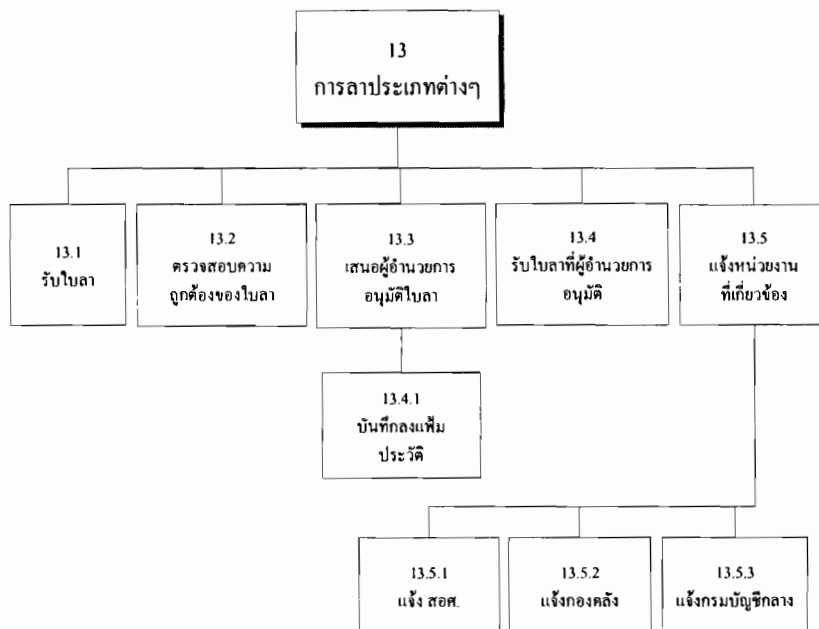 13
การลาประเภทต่างๆ
13.1
รับใบลา
13.2
ตรวจสอบความ
ถูกต้องของใบลา
13.3
เสนอผู้อำนวยการ
อนุมัติใบลา
13.4
รับใบลาที่ผู้อำนวยการ
อนุมัติ
13.5
แจ้งหน่วยงาน
ที่เกี่ยวข้อง
13.4.1
บันทึกลงแฟ้ม
ประวัติ
13.5.1
แจ้ง สอศ.
13.5.2
แจ้งกองคลัง
13.5.3
แจ้งกรมบัญชีกลาง